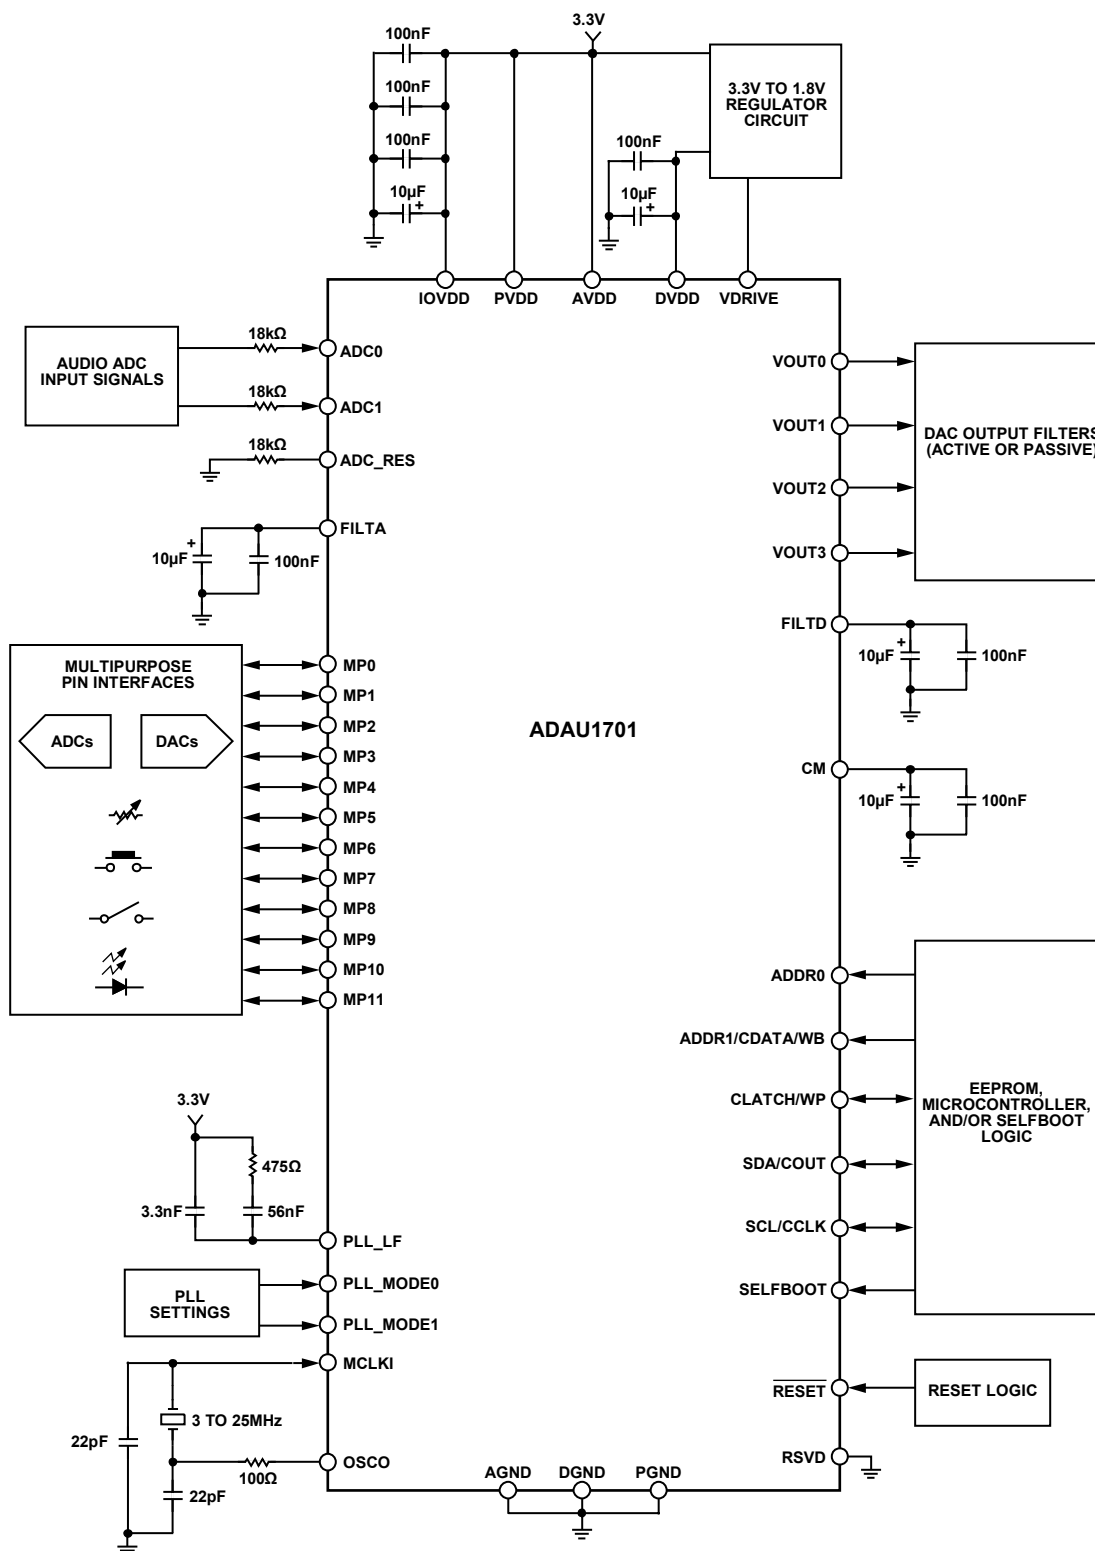 3.3V
100nF
100nF
100nF
10µF
+
100nF
10µF
+
3.3V TO 1.8V
REGULATOR
CIRCUIT
IOVDD
PVDD
AVDD
DVDD
VDRIVE
AUDIO ADC
INPUT SIGNALS
18kΩ
18kΩ
18kΩ
ADC0
ADC1
ADC_RES
FILTA
+
10µF
100nF
MULTIPURPOSE
PIN INTERFACES
ADCs
DACs
MP0
MP1
MP2
MP3
MP4
MP5
MP6
MP7
MP8
MP9
MP10
MP11
ADAU1701
VOUT0
VOUT1
VOUT2
VOUT3
DAC OUTPUT FILTERS
(ACTIVE OR PASSIVE)
FILTD
+
10µF
100nF
CM
+
10µF
100nF
ADDR0
ADDR1/CDATA/WB
CLATCH/WP
SDA/COUT
SCL/CCLK
SELFBOOT
EEPROM,
MICROCONTROLLER,
AND/OR SELFBOOT
LOGIC
3.3V
475Ω
3.3nF
56nF
PLL_LF
PLL
SETTINGS
PLL_MODE0
PLL_MODE1
MCLKI
3 TO 25MHz
22pF
100Ω
22pF
OSCO
RESET
RESET LOGIC
RSVD
AGND
DGND
PGND